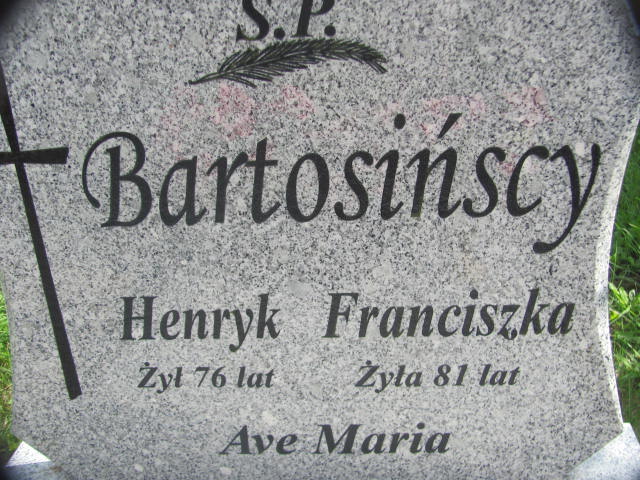 Ś.P.
Bartosińscy
Henryk Franciszka
Żył 76 lat Żyła 81 lat
Ave Maria